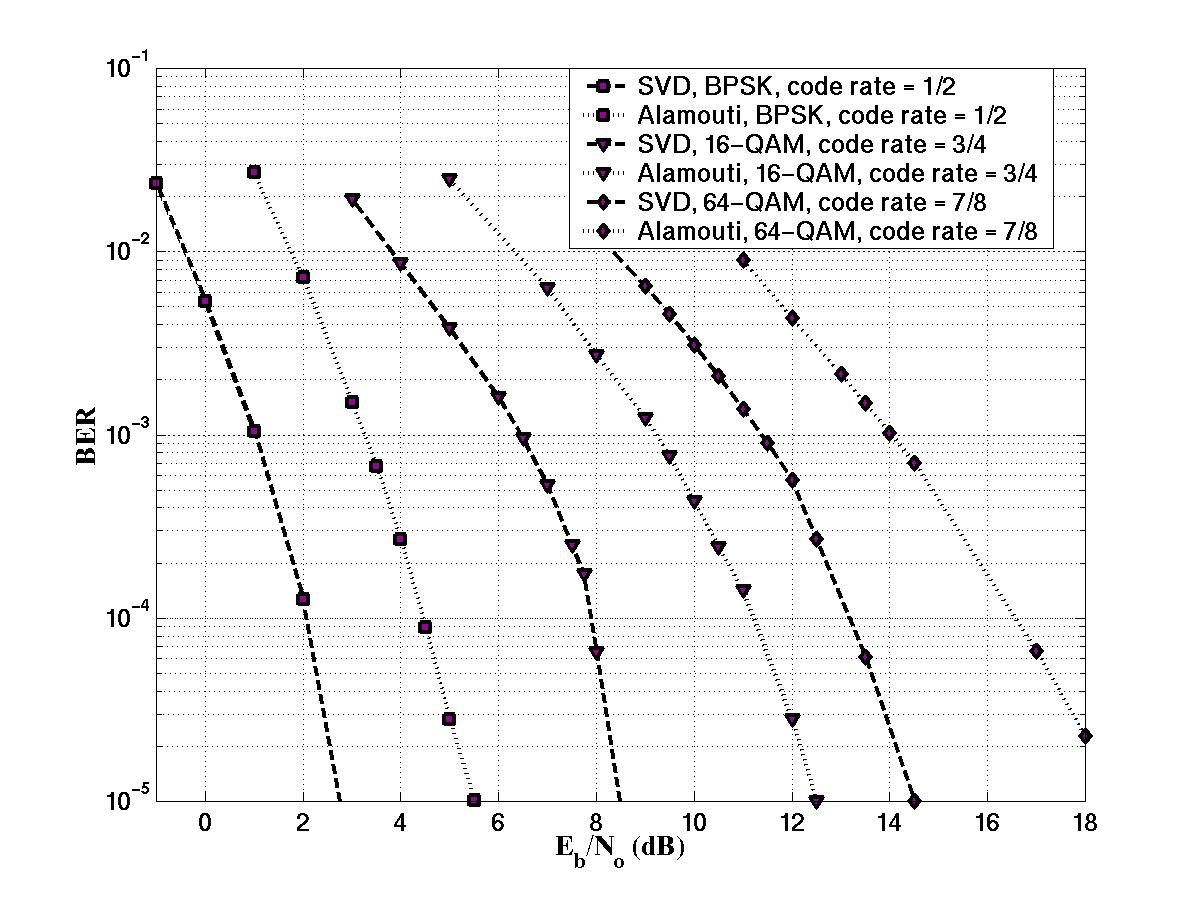 10−1
10−2
10−3
10−4
10−5
BER
SVD, BPSK, code rate = 1/2
Alamouti, BPSK, code rate = 1/2
SVD, 16−QAM, code rate = 3/4
Alamouti, 16−QAM, code rate = 3/4
SVD, 64−QAM, code rate = 7/8
Alamouti, 64−QAM, code rate = 7/8
0 2 4 6 8 10 12 14 16 18
Eb/No (dB)